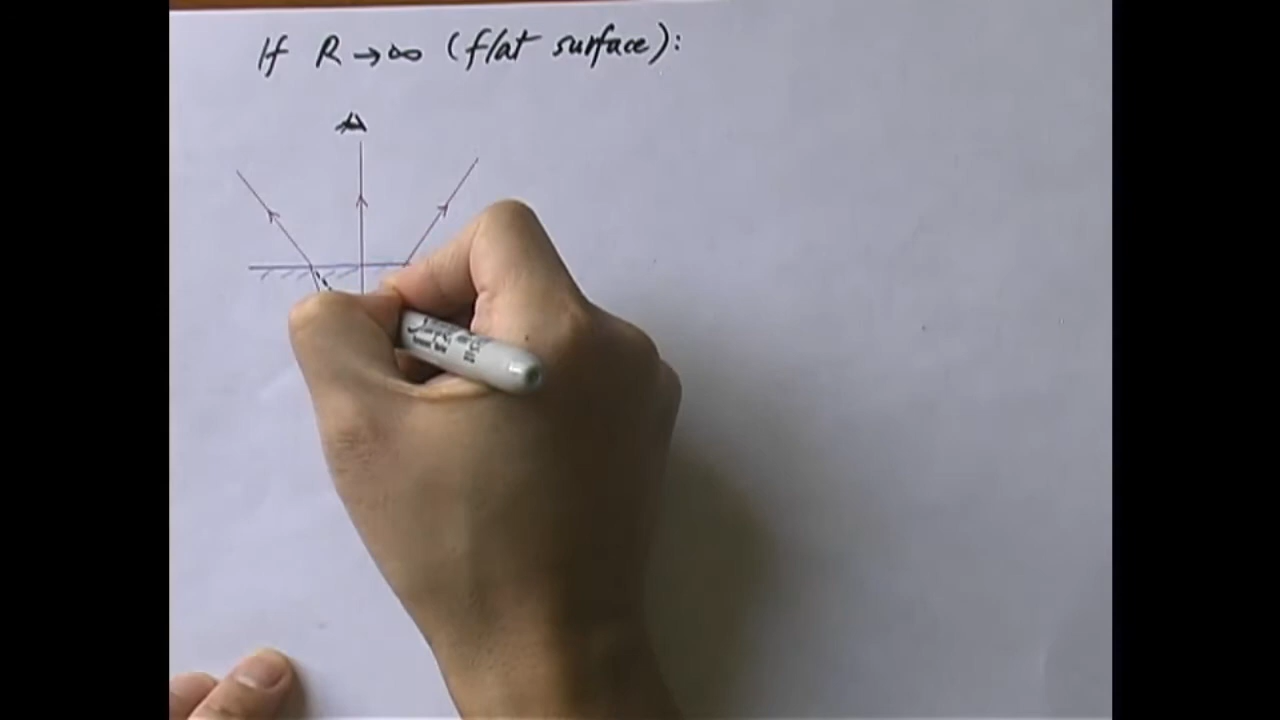 If R→∞ (flat surface):